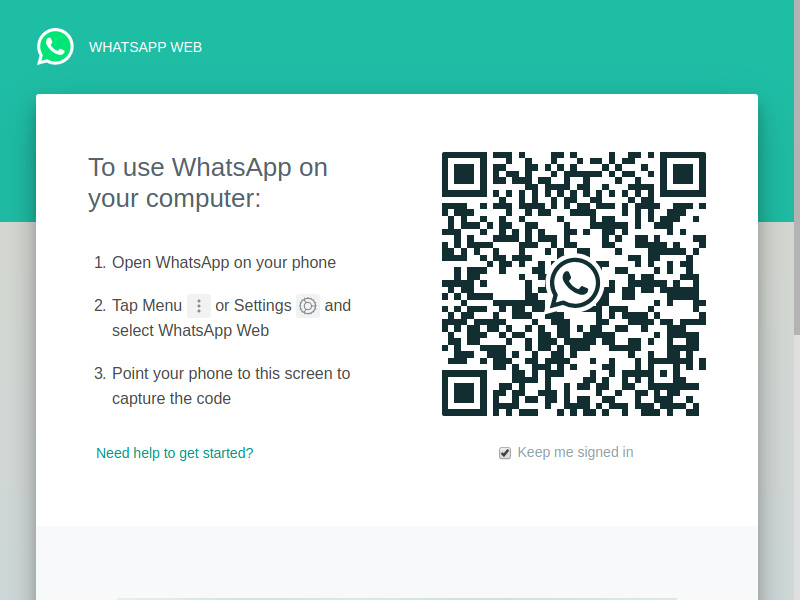 WHATSAPP WEB
To use WhatsApp on
your computer:
1. Open WhatsApp on your phone
2. Tap Menu or Settings and
select WhatsApp Web
3. Point your phone to this screen to
capture the code
Need help to get started?
Keep me signed in